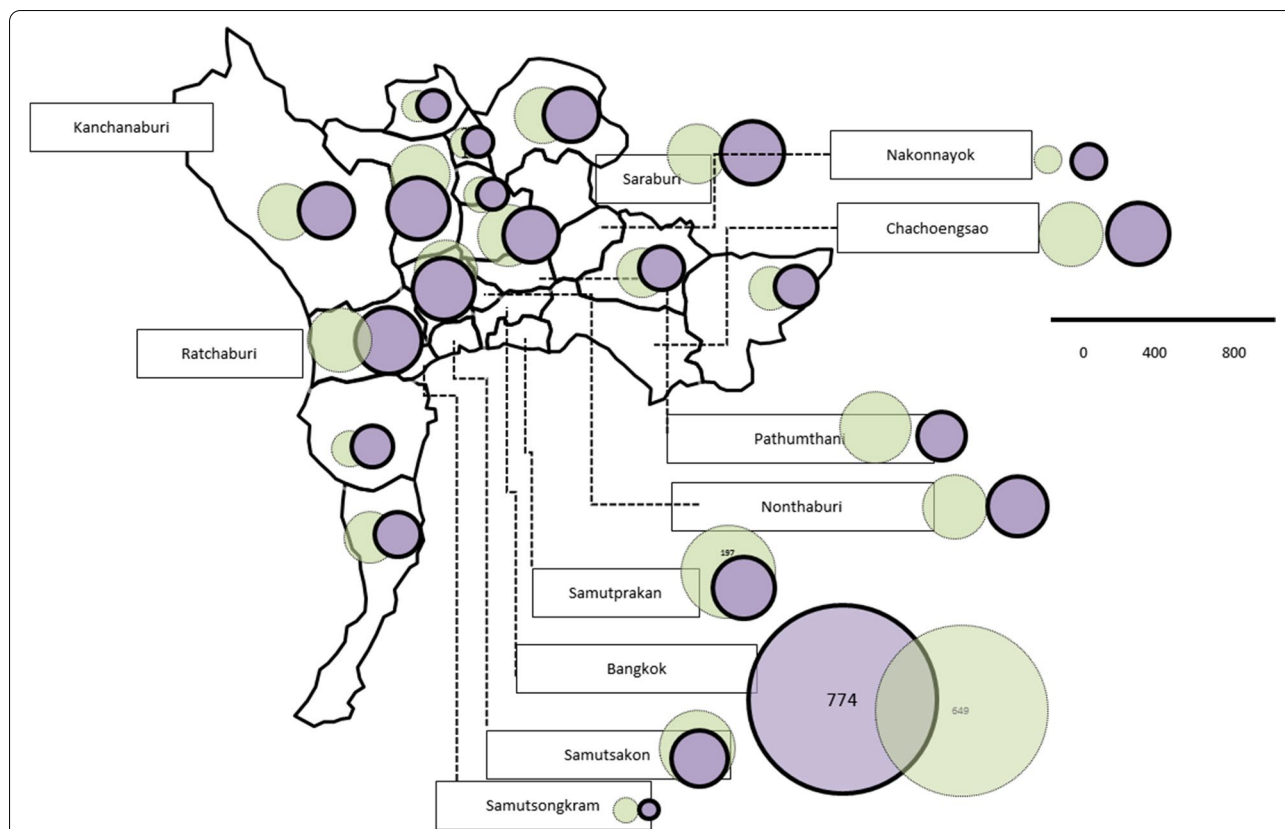 Kanchanaburi
Nakonnayok
Saraburi
Chachoengsao
Ratchaburi
0 400 800
Pathumthani
Nonthaburi
197
Samutprakan
Bangkok
774
649
Samutsakon
Samutsongkram